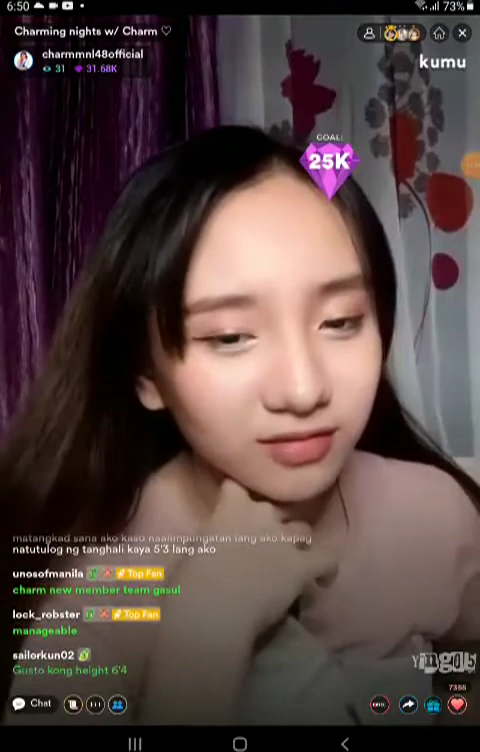 6:50
73%
Charming nights w/ Charm ♡
charmmnl48official
31 31.68K
kumu
GOAL:
25K
matangkad sana ako kaso naalimpungatan lang ako kapag
natutulog ng tanghali kaya 5'3 lang ako
unosofmanila Top Fan
charm new member team gasul
lock_robster Top Fan
manageable
sailorkun02
Gusto kong height 6'4
7355
Chat